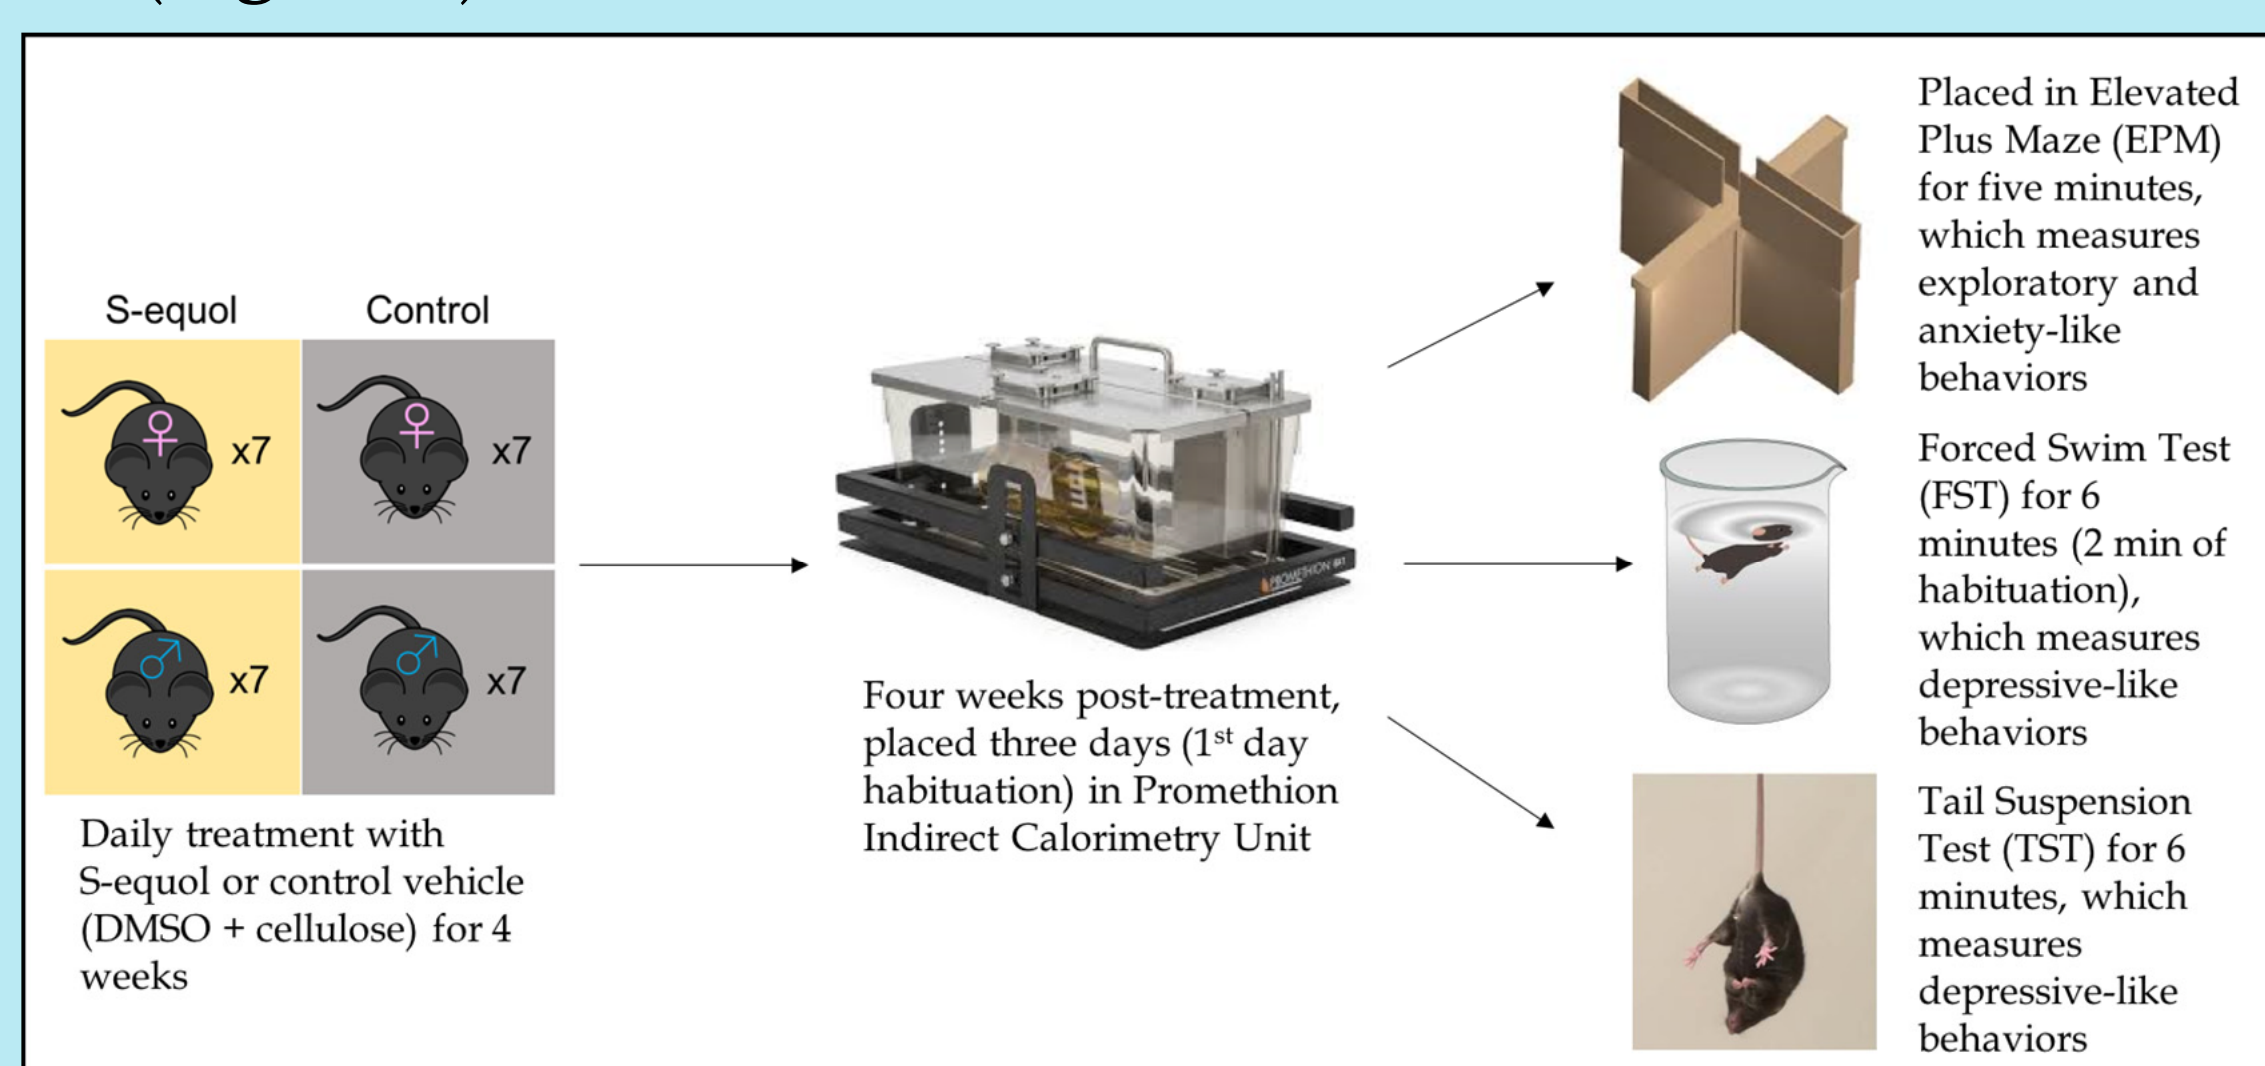 S-equol
Control
x7
x7
x7
x7
Daily treatment with
S-equol or control vehicle
(DMSO + cellulose) for 4
weeks
PROMETHION
Four weeks post-treatment,
placed three days (1st day
habituation) in Promethion
Indirect Calorimetry Unit
Placed in Elevated
Plus Maze (EPM)
for five minutes,
which measures
exploratory and
anxiety-like
behaviors
Forced Swim Test
(FST) for 6
minutes (2 min of
habituation),
which measures
depressive-like
behaviors
Tail Suspension
Test (TST) for 6
minutes, which
measures
depressive-like
behaviors